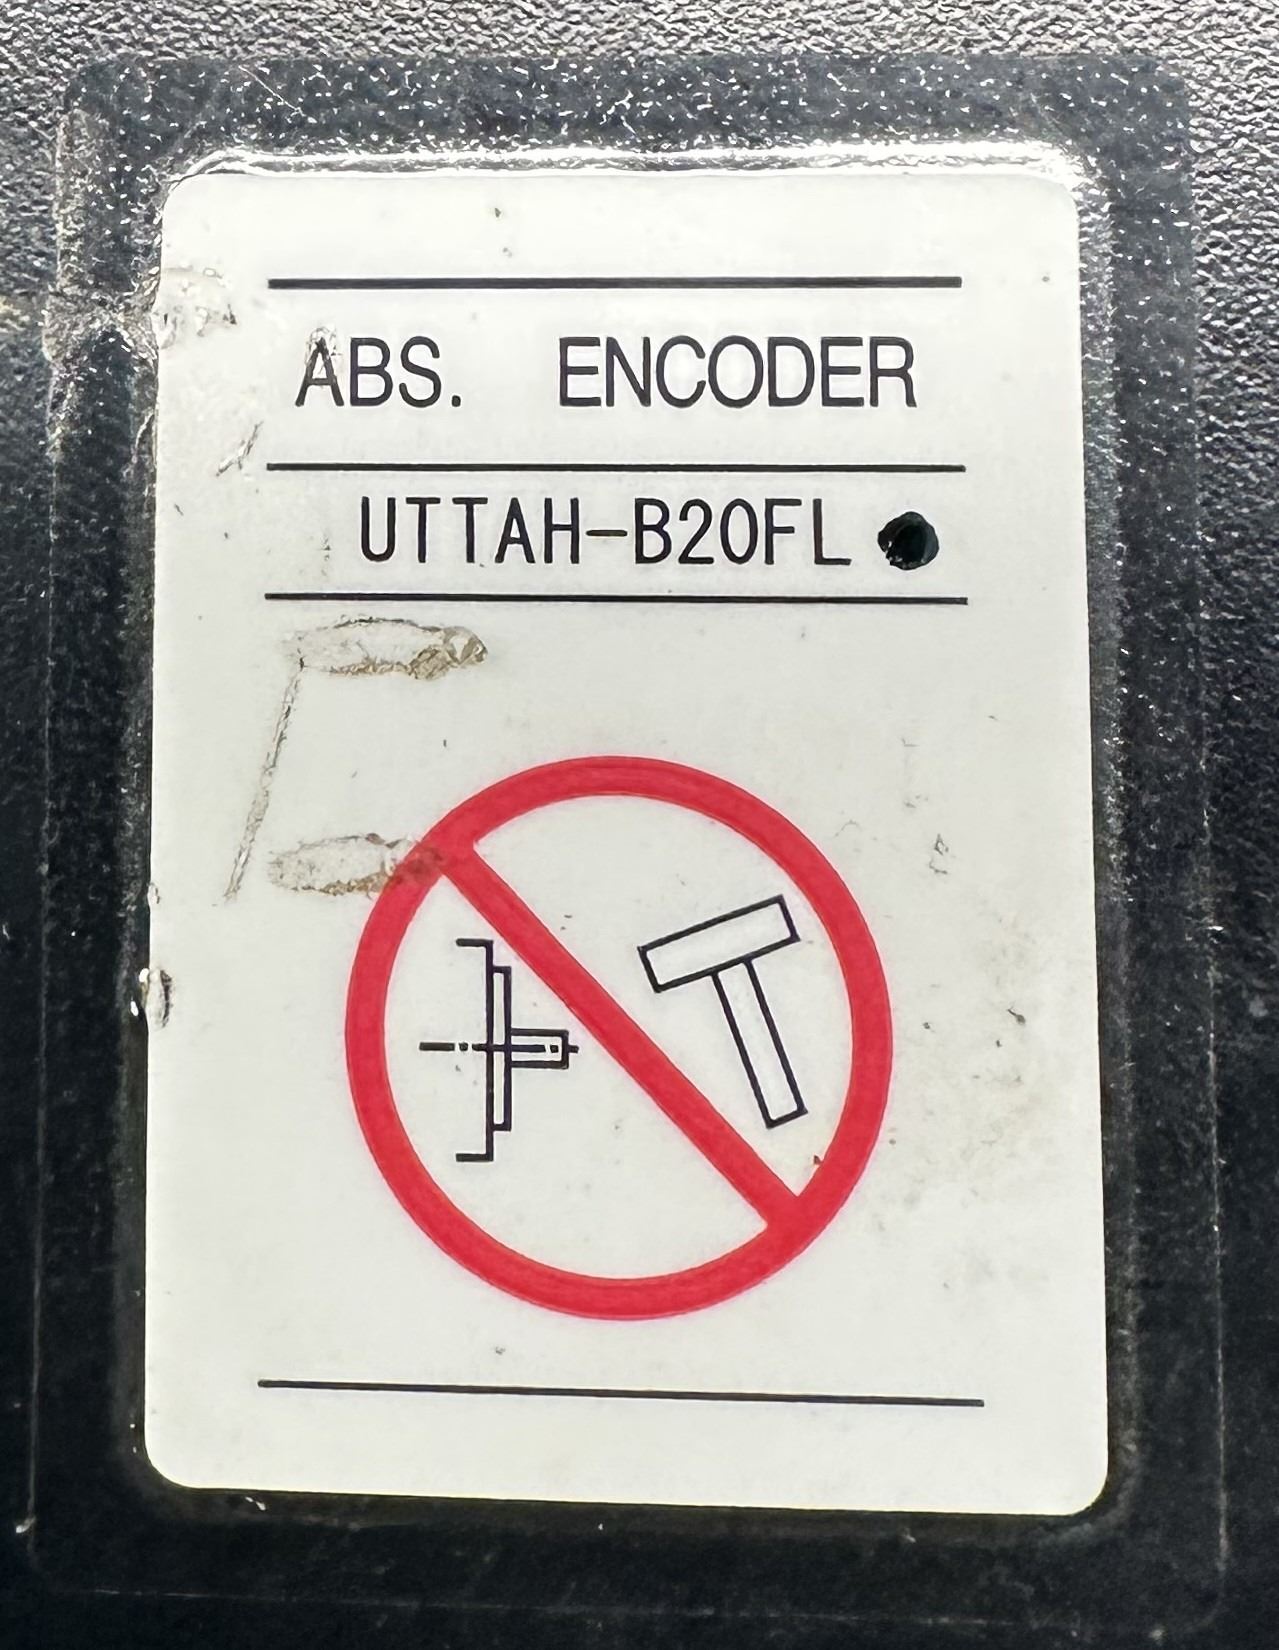 ABS. ENCODER
UTTAH-B20FL